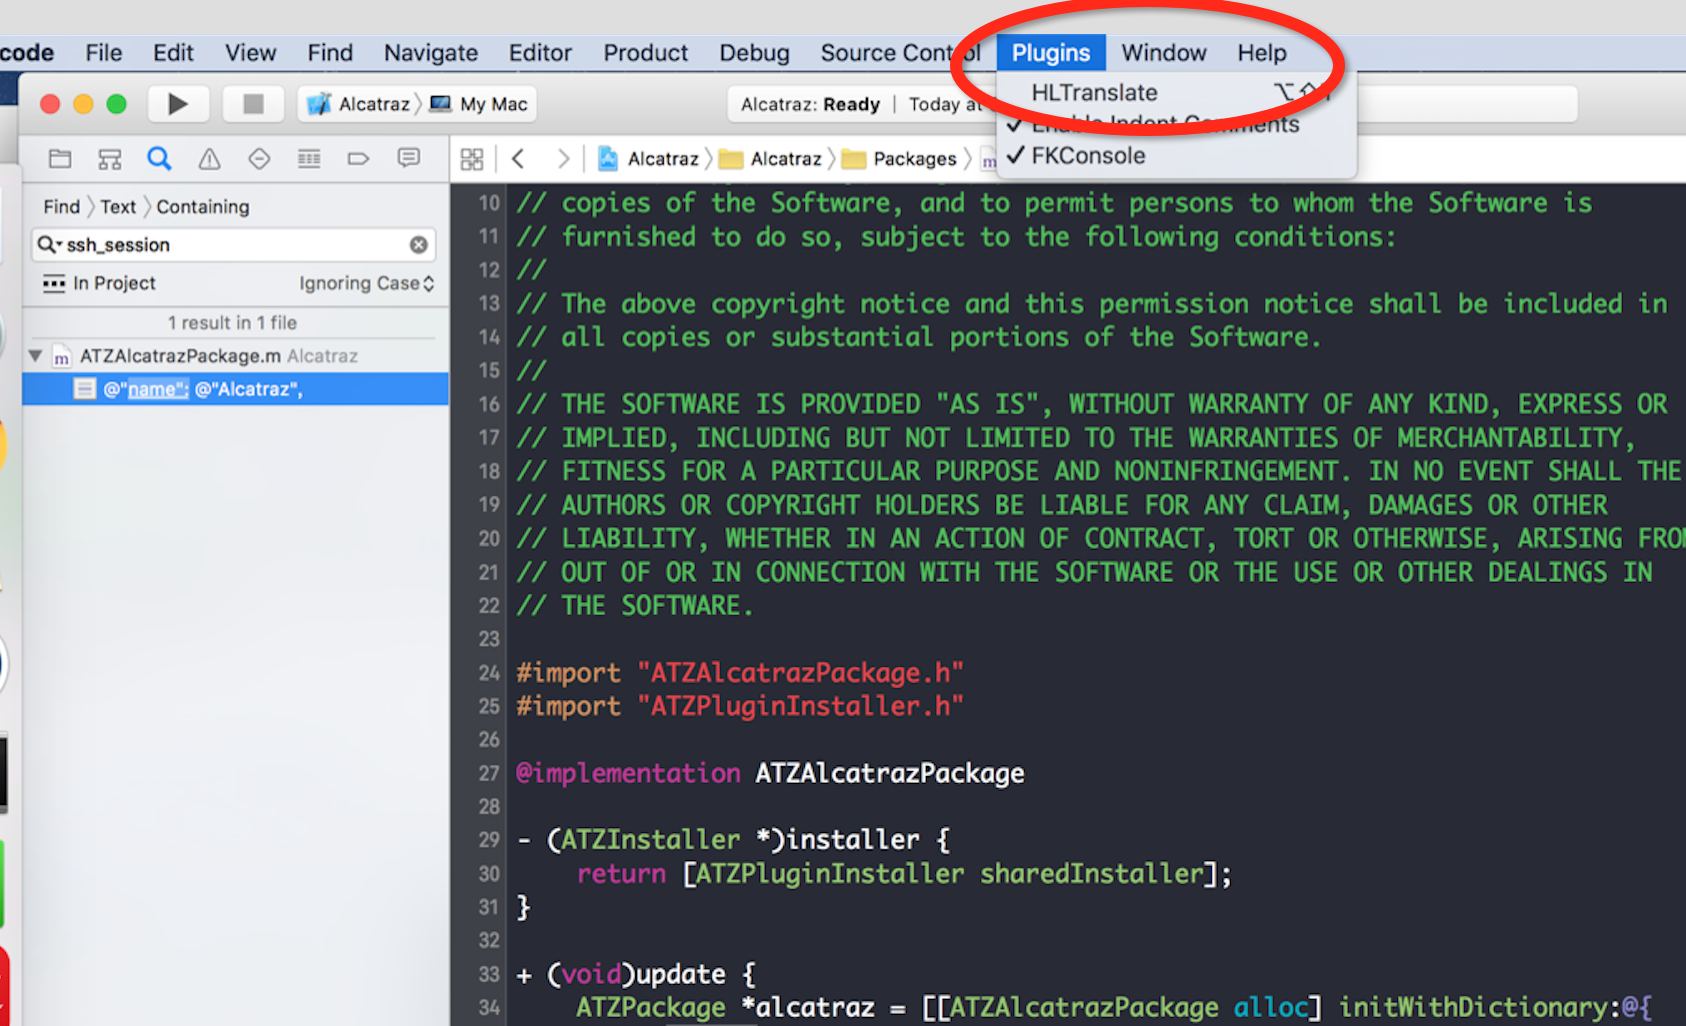 code File Edit View Find Navigate Editor Product Debug Source Control Plugins Window Help
HLTranslate
Enable Indent Comments
✓ FKConsole
Alcatraz 〉 My Mac
Alcatraz: Ready | Today at
Alcatraz 〉 Alcatraz 〉 Packages 〉 m
Find 〉 Text 〉 Containing
ssh_session
In Project Ignoring Case
1 result in 1 file
m ATZAlcatrazPackage.m Alcatraz
@"name": @"Alcatraz",
10 // copies of the Software, and to permit persons to whom the Software is
11 // furnished to do so, subject to the following conditions:
12 //
13 // The above copyright notice and this permission notice shall be included in
14 // all copies or substantial portions of the Software.
15 //
16 // THE SOFTWARE IS PROVIDED "AS IS", WITHOUT WARRANTY OF ANY KIND, EXPRESS OR
17 // IMPLIED, INCLUDING BUT NOT LIMITED TO THE WARRANTIES OF MERCHANTABILITY,
18 // FITNESS FOR A PARTICULAR PURPOSE AND NONINFRINGEMENT. IN NO EVENT SHALL THE
19 // AUTHORS OR COPYRIGHT HOLDERS BE LIABLE FOR ANY CLAIM, DAMAGES OR OTHER
20 // LIABILITY, WHETHER IN AN ACTION OF CONTRACT, TORT OR OTHERWISE, ARISING FROM
21 // OUT OF OR IN CONNECTION WITH THE SOFTWARE OR THE USE OR OTHER DEALINGS IN
22 // THE SOFTWARE.
23
24 #import "ATZAlcatrazPackage.h"
25 #import "ATZPluginInstaller.h"
26
27 @implementation ATZAlcatrazPackage
28
29 - (ATZInstaller *)installer {
30 return [ATZPluginInstaller sharedInstaller];
31 }
32
33 + (void)update {
34 ATZPackage *alcatraz = [[ATZAlcatrazPackage alloc] initWithDictionary:@{